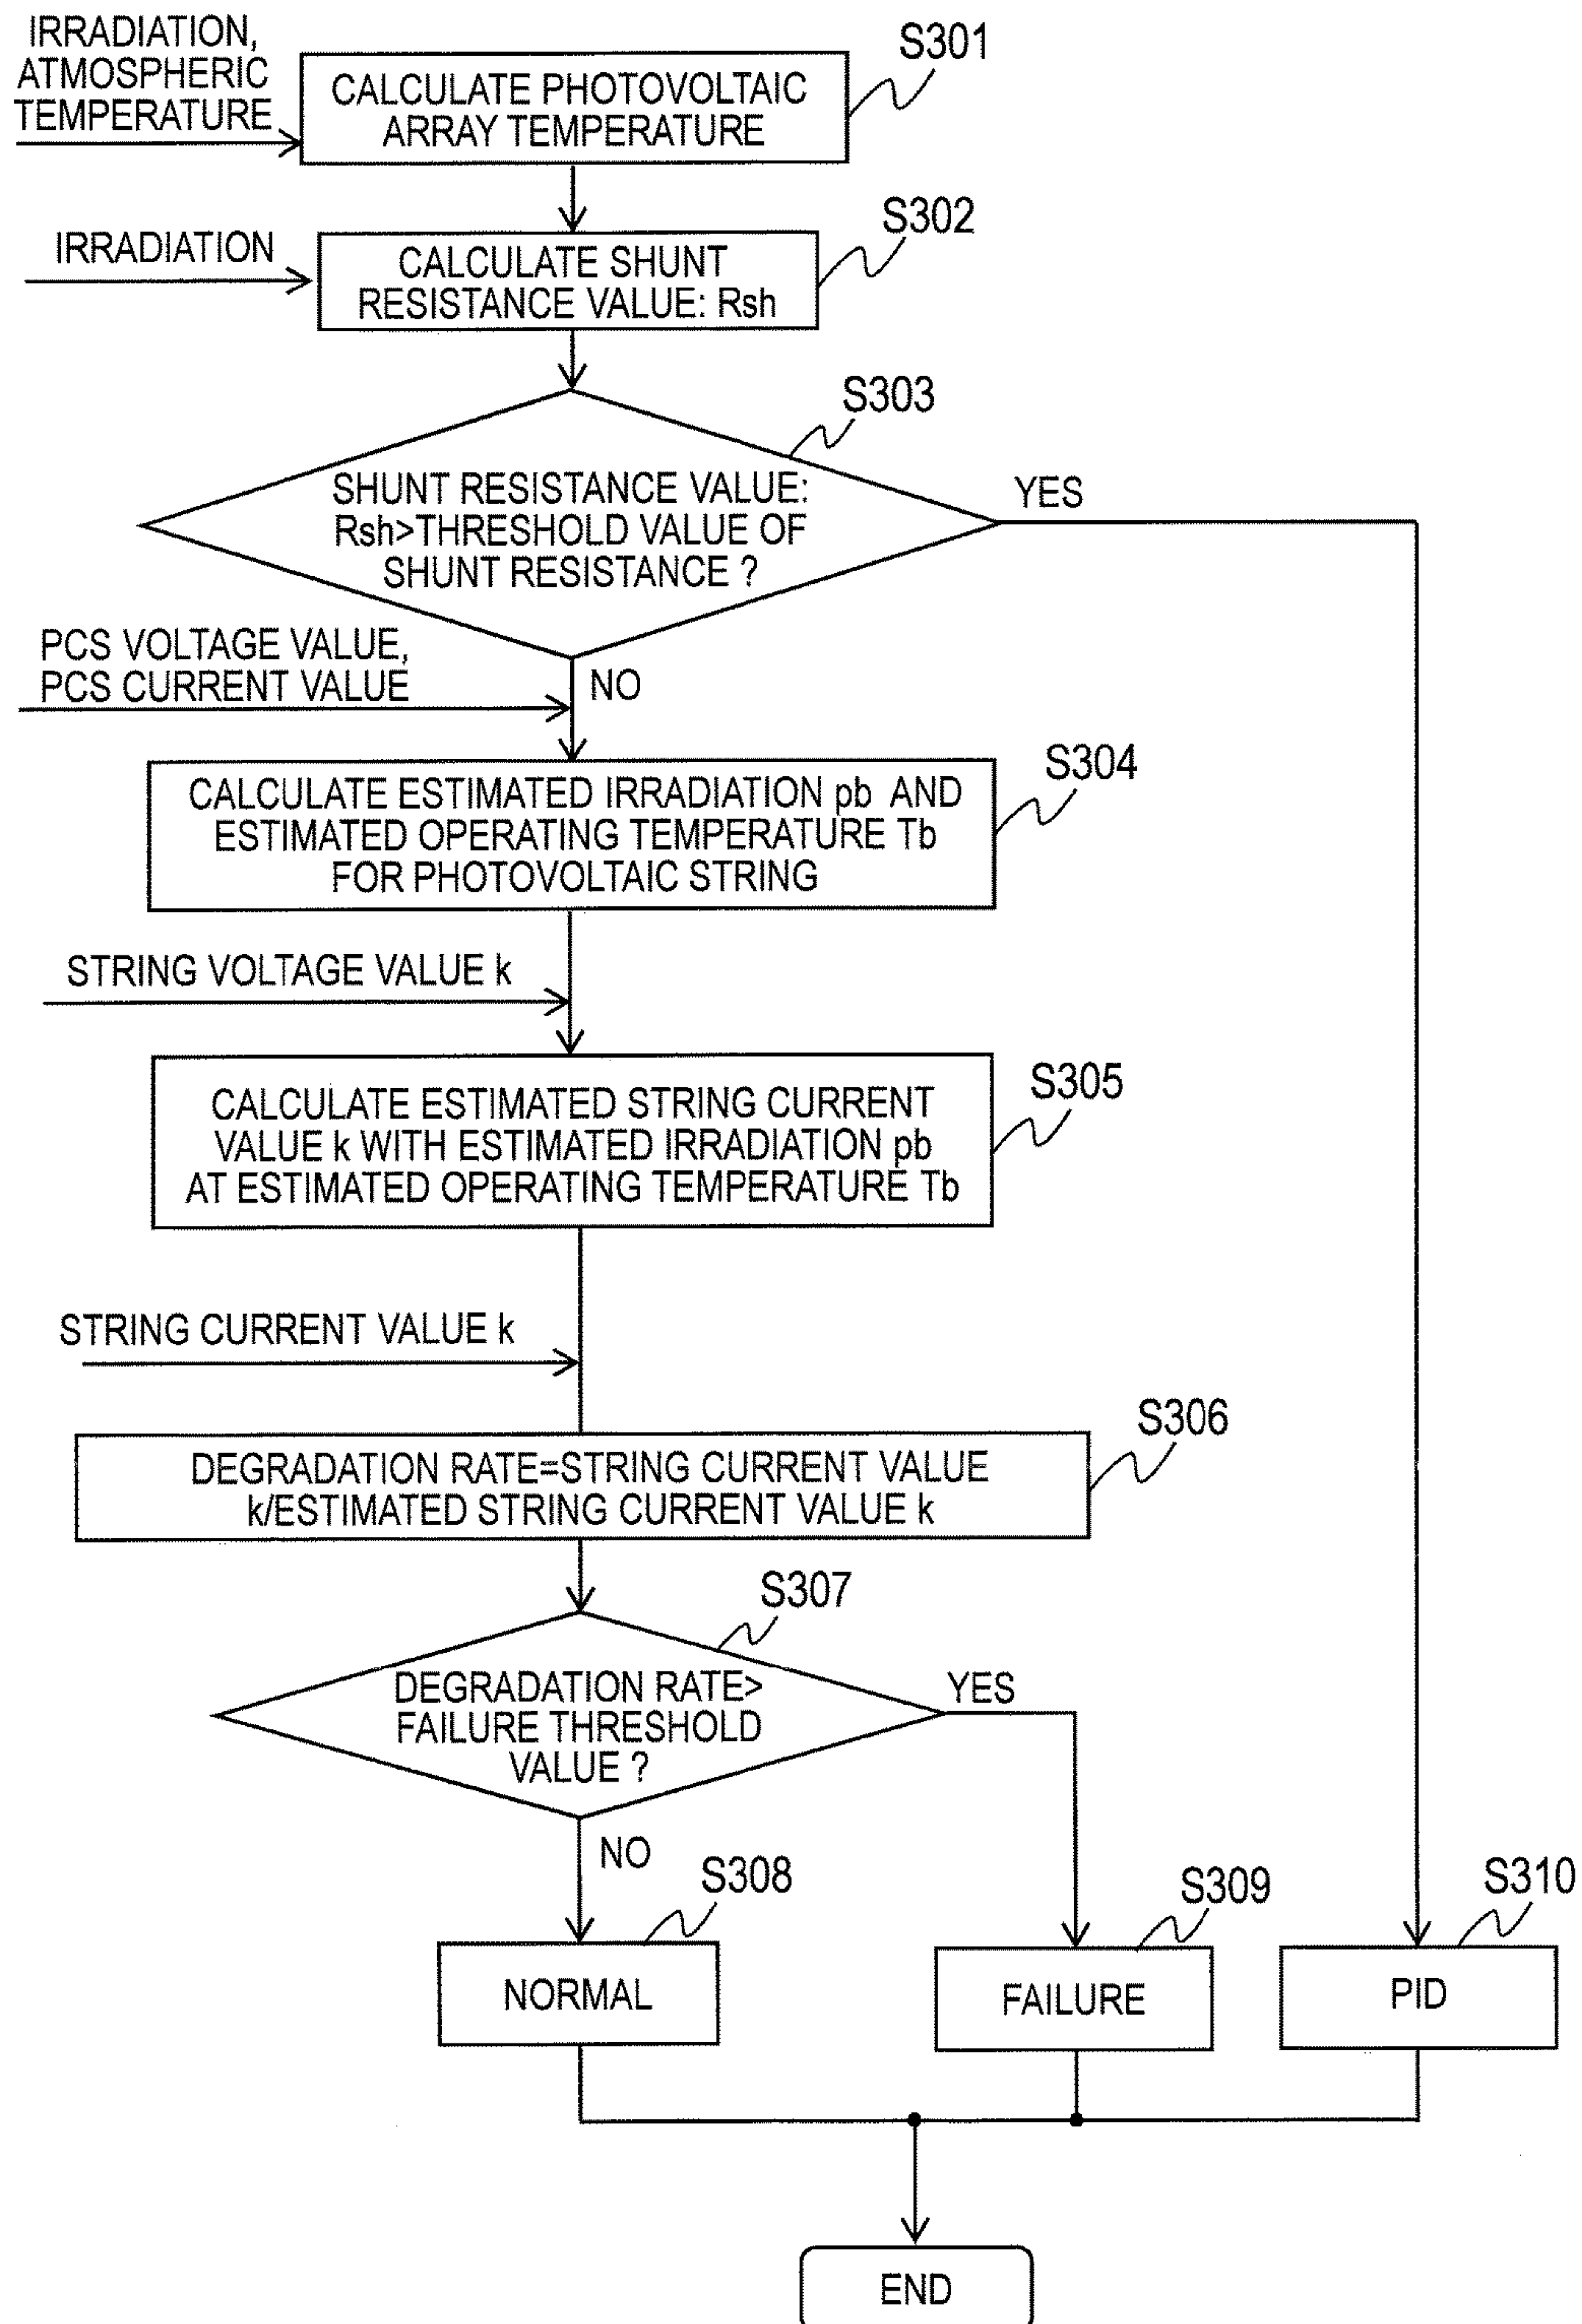 IRRADIATION,
ATMOSPHERIC
TEMPERATURE
CALCULATE PHOTOVOLTAIC
ARRAY TEMPERATURE
S301
IRRADIATION
CALCULATE SHUNT
RESISTANCE VALUE: Rsh
S302
S303
SHUNT RESISTANCE VALUE:
Rsh>THRESHOLD VALUE OF
SHUNT RESISTANCE ?
YES
PCS VOLTAGE VALUE,
PCS CURRENT VALUE
NO
S304
CALCULATE ESTIMATED IRRADIATION pb AND
ESTIMATED OPERATING TEMPERATURE Tb
FOR PHOTOVOLTAIC STRING
STRING VOLTAGE VALUE k
S305
CALCULATE ESTIMATED STRING CURRENT
VALUE k WITH ESTIMATED IRRADIATION pb
AT ESTIMATED OPERATING TEMPERATURE Tb
STRING CURRENT VALUE k
S306
DEGRADATION RATE=STRING CURRENT VALUE
k/ESTIMATED STRING CURRENT VALUE k
S307
DEGRADATION RATE>
FAILURE THRESHOLD
VALUE ?
YES
NO
S308
NORMAL
S309
FAILURE
S310
PID
END